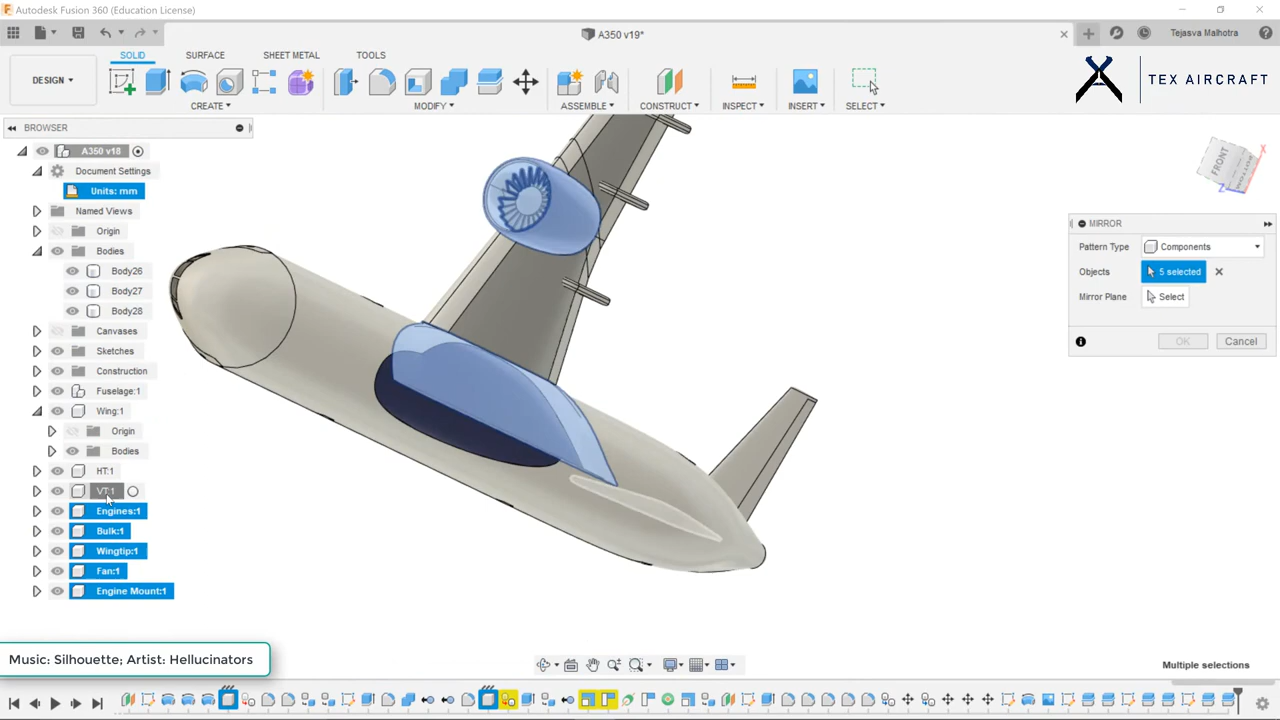 Autodesk Fusion 360 (Education License)
A350 v19*
Tejasva Malhotra
DESIGN
SOLID
SURFACE
SHEET METAL
TOOLS
CREATE
MODIFY
ASSEMBLE
CONSTRUCT
INSPECT
INSERT
SELECT
TEX AIRCRAFT
BROWSER
A350 v18
Document Settings
Units: mm
Named Views
Origin
Bodies
Body26
Body27
Body28
Canvases
Sketches
Construction
Fuselage:1
Wing:1
Origin
Bodies
HT:1
VT:1
Engines:1
Bulk:1
Wingtip:1
Fan:1
Engine Mount:1
FRONT
Z
X
MIRROR
Pattern Type
Components
Objects
5 selected
Mirror Plane
Select
OK
Cancel
Music: Silhouette; Artist: Hellucinators
Multiple selections